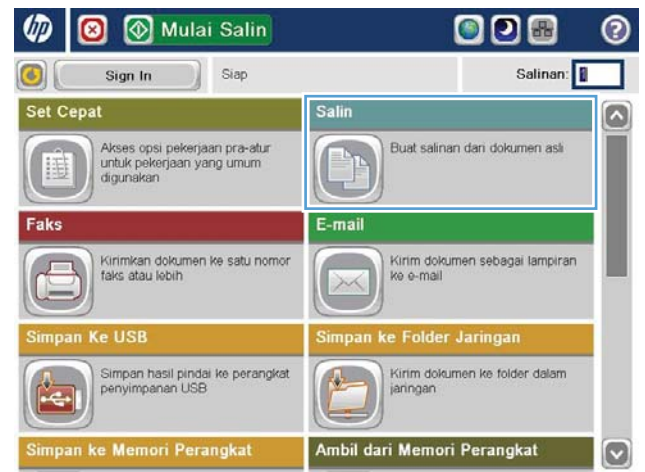 hp
Mulai Salin
?
Sign In
Siap
Salinan:
Set Cepat
Akses opsi pekerjaan pra-atur
untuk pekerjaan yang umum
digunakan
Salin
Buat salinan dari dokumen asli
Faks
Kirimkan dokumen ke satu nomor
faks atau lebih
E-mail
Kirim dokumen sebagai lampiran
ke e-mail
Simpan Ke USB
Simpan hasil pindai ke perangkat
penyimpanan USB
Simpan ke Folder Jaringan
Kirim dokumen ke folder dalam
jaringan
Simpan ke Memori Perangkat
Ambil dari Memori Perangkat